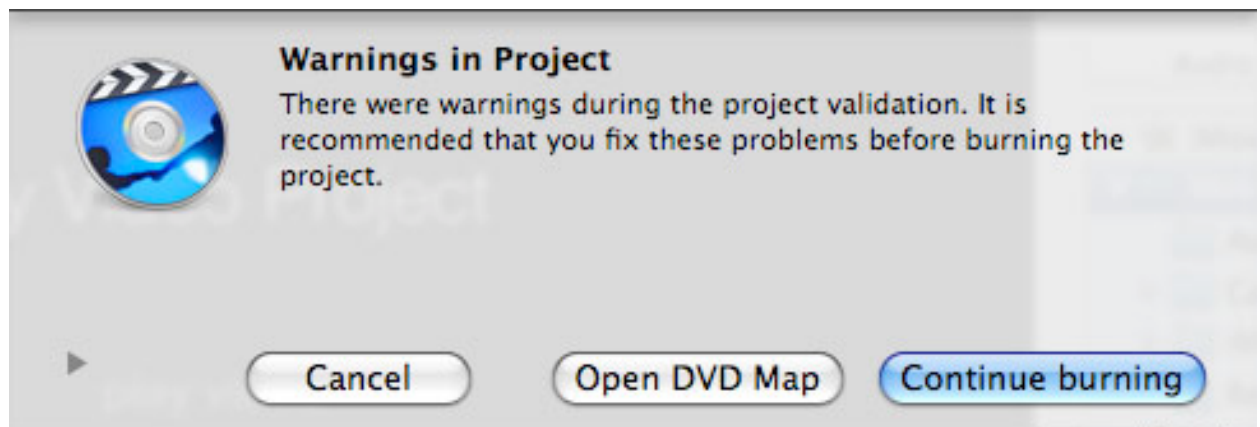 Warnings in Project
There were warnings during the project validation. It is
recommended that you fix these problems before burning the
project.
Project
Cancel
Open DVD Map
Continue burning